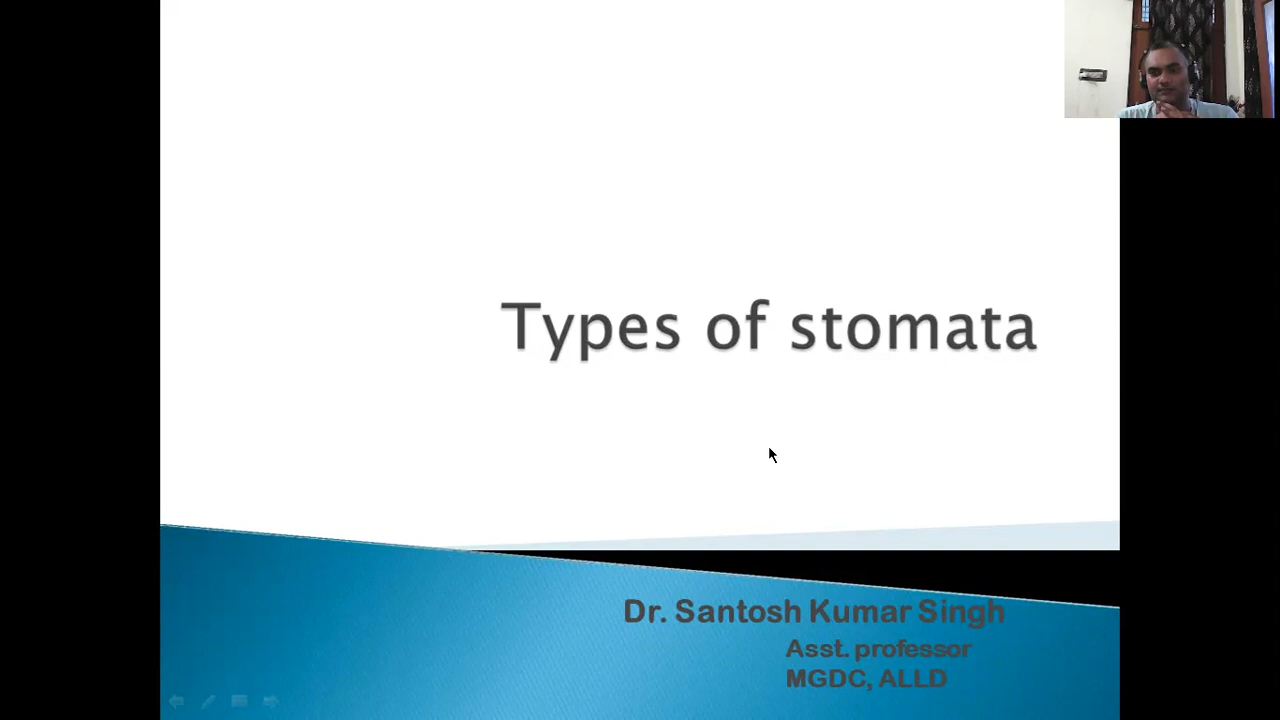 Types of stomata
Dr. Santosh Kumar Singh
Asst. professor
MGDC, ALLD